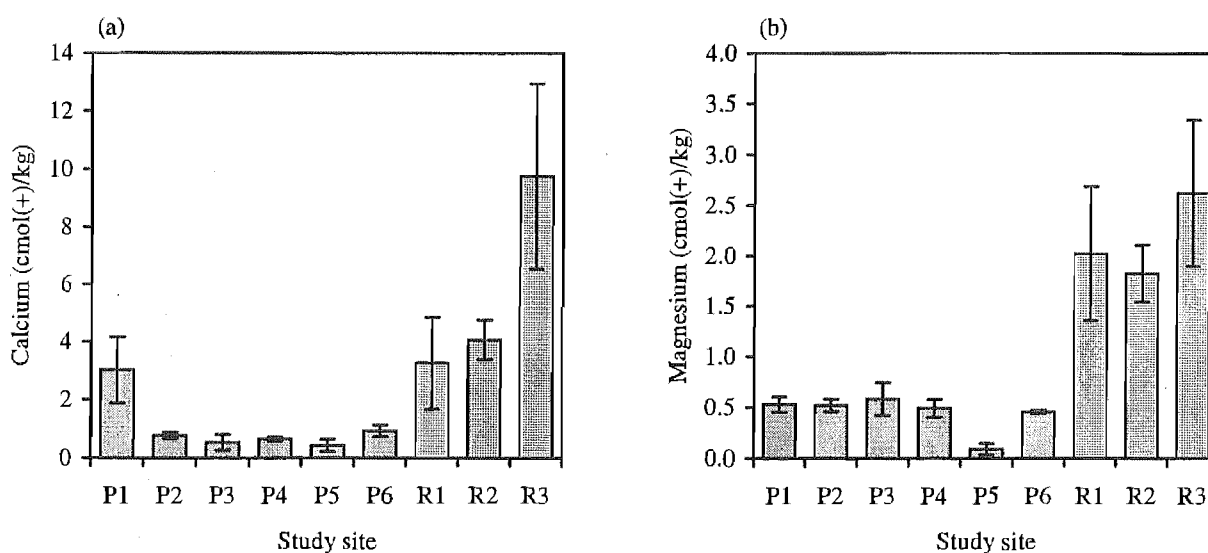 (a)
14
12
10
8
6
4
2
0
Calcium (cmol(+)/kg)
P1 P2 P3 P4 P5 P6 R1 R2 R3
Study site
(b)
4.0
3.5
3.0
2.5
2.0
1.5
1.0
0.5
0.0
Magnesium (cmol(+)/kg)
P1 P2 P3 P4 P5 P6 R1 R2 R3
Study site